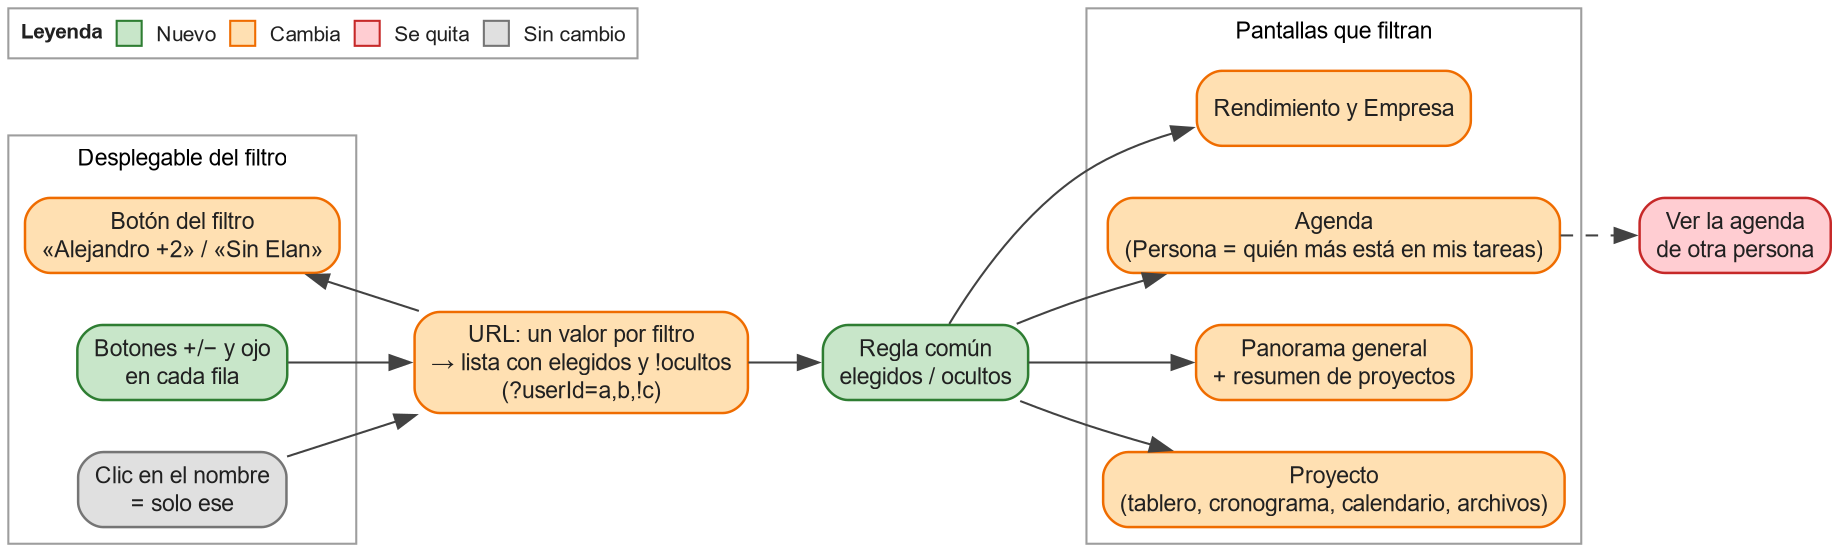 Leyenda
Nuevo
Cambia
Se quita
Sin cambio
Desplegable del filtro
Botón del filtro
«Alejandro +2» / «Sin Elan»
Botones +/− y ojo
en cada fila
Clic en el nombre
= solo ese
URL: un valor por filtro
→ lista con elegidos y !ocultos
(?userId=a,b,!c)
Regla común
elegidos / ocultos
Pantallas que filtran
Rendimiento y Empresa
Agenda
(Persona = quién más está en mis tareas)
Panorama general
+ resumen de proyectos
Proyecto
(tablero, cronograma, calendario, archivos)
Ver la agenda
de otra persona